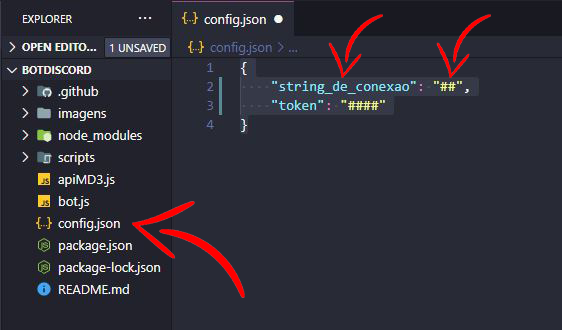 EXPLORER
OPEN EDITO... 1 UNSAVED
BOTDISCORD
.github
imagens
node_modules
scripts
apiMD3.js
bot.js
config.json
package.json
package-lock.json
README.md
{..} config.json
{..} config.json > ...
1 {
2 "string_de_conexao": "##",
3 "token": "####"
4 }